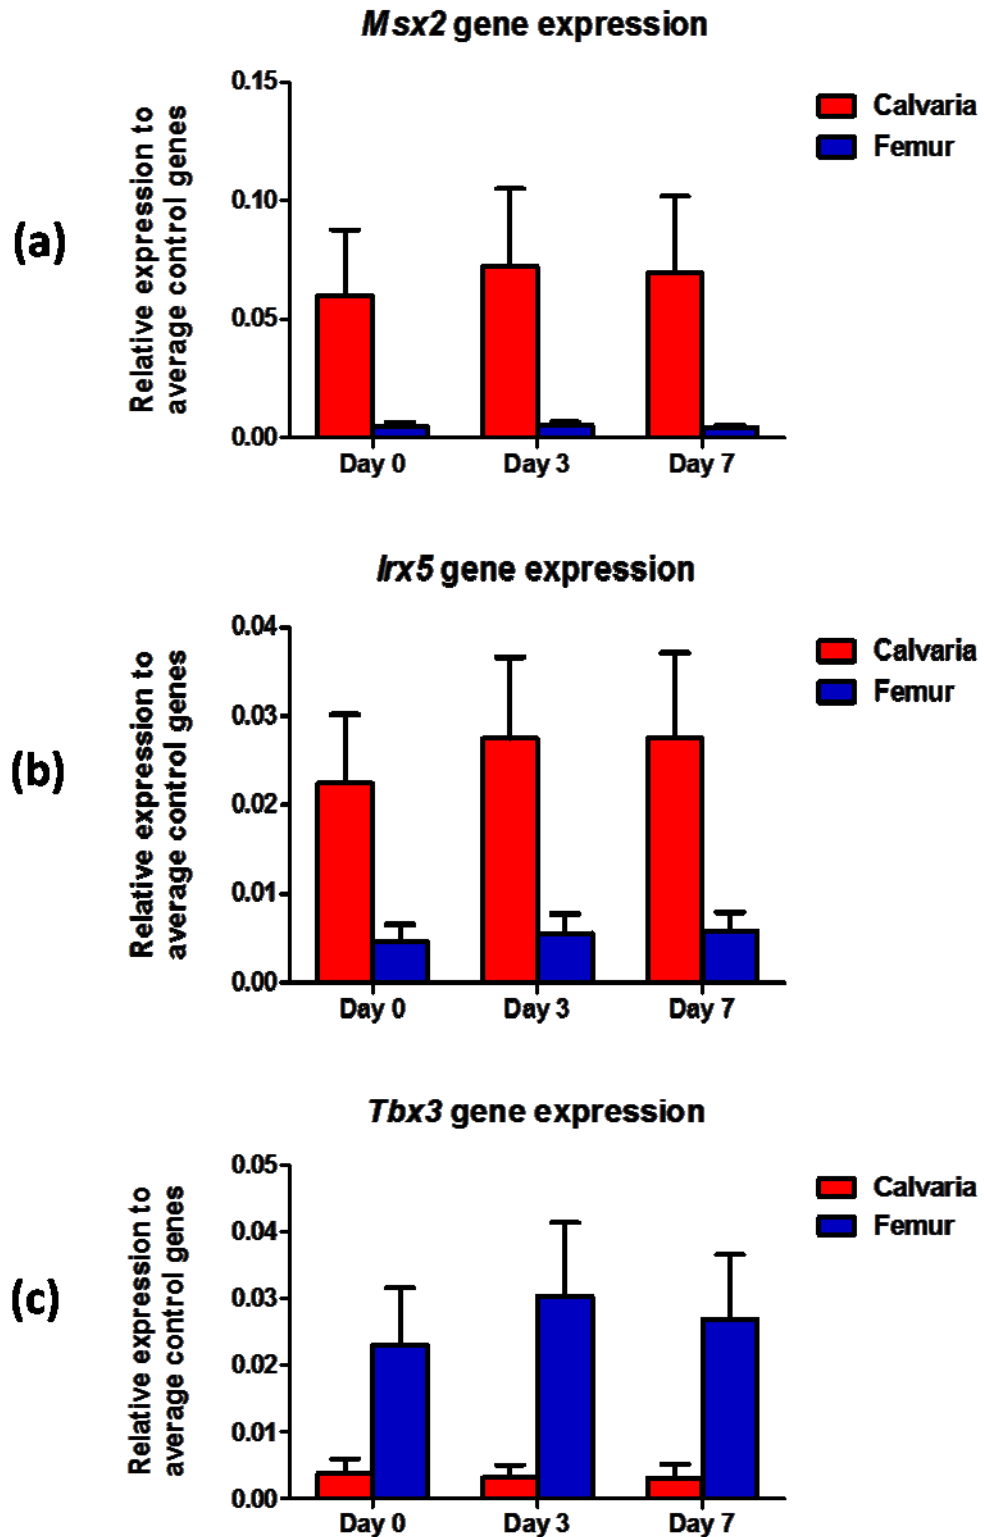 Msx2 gene expression
(a)
Relative expression to
average control genes
0.15
0.10
0.05
0.00
Day 0 Day 3 Day 7
Calvaria
Femur
Irx5 gene expression
(b)
Relative expression to
average control genes
0.04
0.03
0.02
0.01
0.00
Day 0 Day 3 Day 7
Calvaria
Femur
Tbx3 gene expression
(c)
Relative expression to
average control genes
0.05
0.04
0.03
0.02
0.01
0.00
Day 0 Day 3 Day 7
Calvaria
Femur